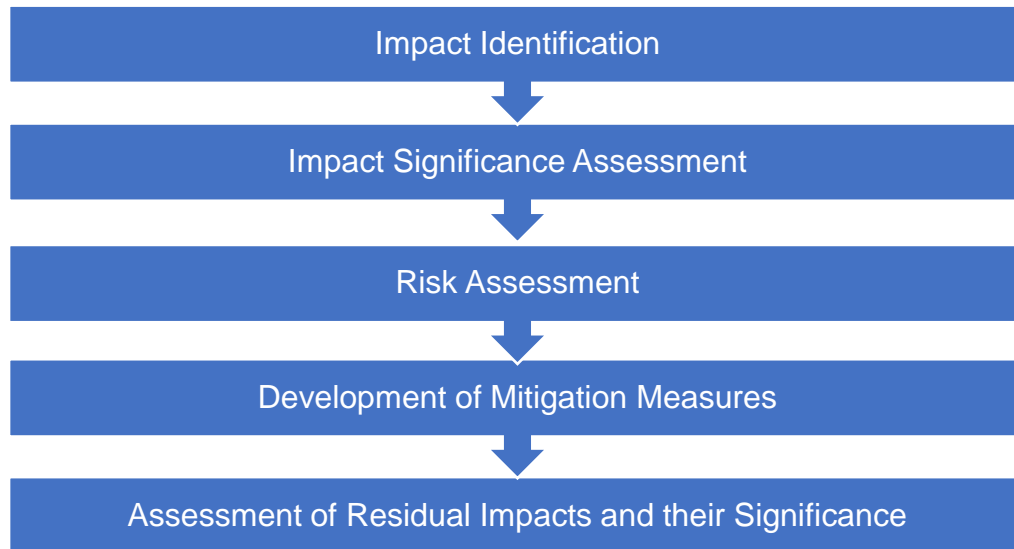 Impact Identification
Impact Significance Assessment
Risk Assessment
Development of Mitigation Measures
Assessment of Residual Impacts and their Significance